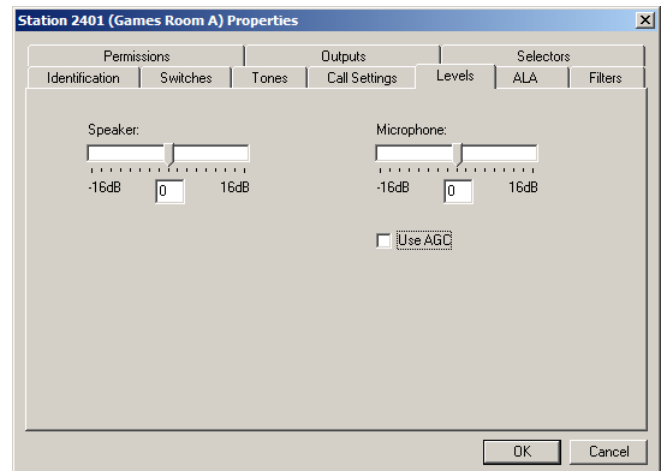 Station 2401 (Games Room A) Properties
Permissions Outputs Selectors
Identification Switches Tones Call Settings Levels ALA Filters
Speaker: Microphone:
-16dB 0 16dB -16dB 0 16dB
Use AGC
OK Cancel